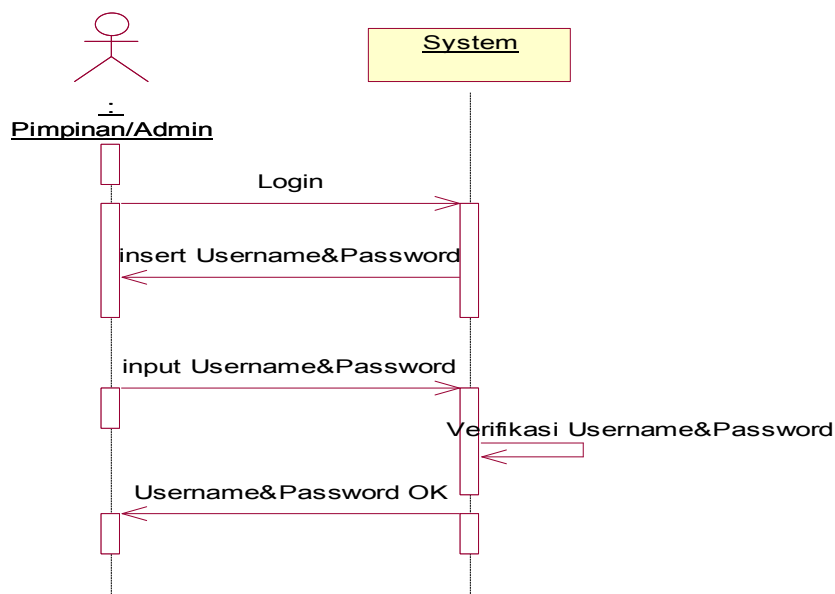 System
:
Pimpinan/Admin
Login
insert Username&Password
input Username&Password
Verifikasi Username&Password
Username&Password OK